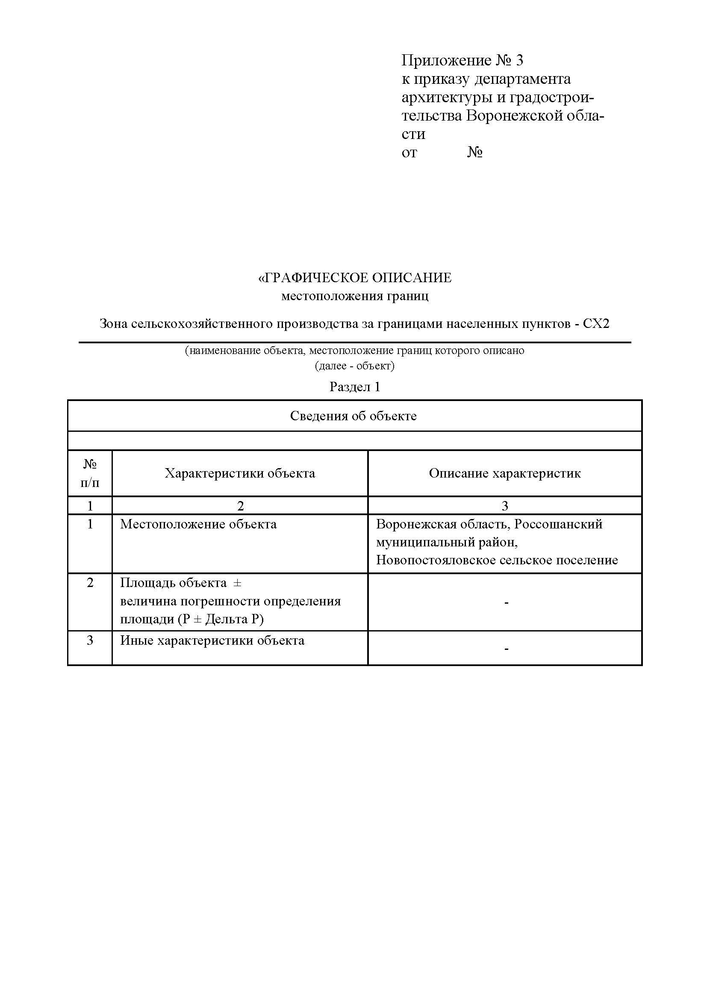 Приложение № 3
к приказу департамента
архитектуры и градострои-
тельства Воронежской обла-
сти
от №
«ГРАФИЧЕСКОЕ ОПИСАНИЕ
местоположения границ
Зона сельскохозяйственного производства за границами населенных пунктов - СХ2
(наименование объекта, местоположение границ которого описано
(далее - объект)
Раздел 1
Сведения об объекте
№
п/п
Характеристики объекта
Описание характеристик
1 2 3
1
Местоположение объекта
Воронежская область, Россошанский
муниципальный район,
Новопостояловское сельское поселение
2
Площадь объекта ±
величина погрешности определения
площади (P ± Дельта P)
-
3
Иные характеристики объекта
-